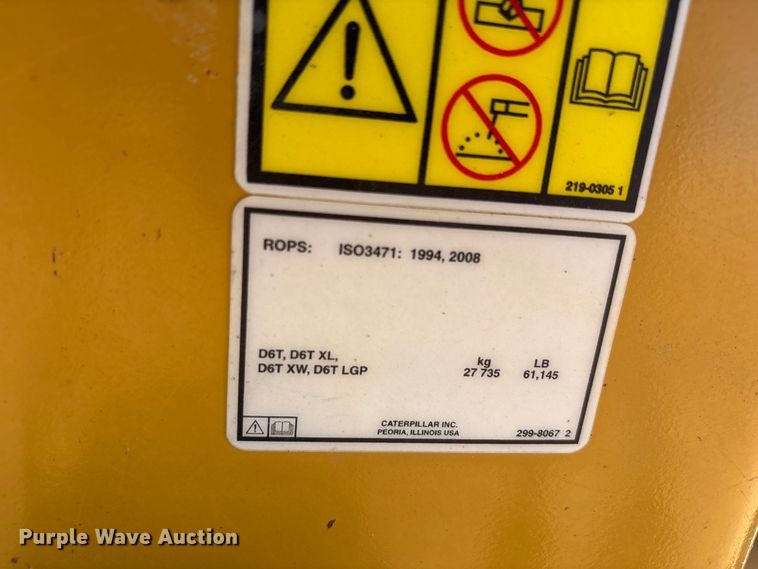 219-0305 1
ROPS: ISO3471: 1994, 2008
kg LB
D6T, D6T XL,
D6T XW, D6T LGP 27 735 61,145
CATERPILLAR INC.
PEORIA, ILLINOIS USA 299-8067 2
Purple Wave Auction